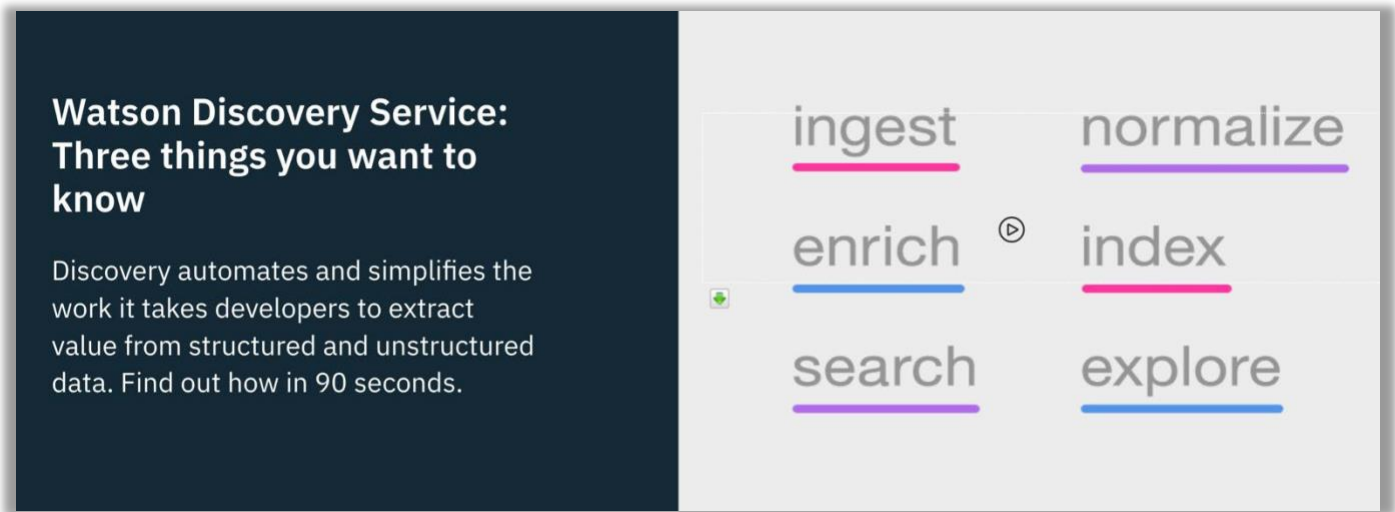 Watson Discovery Service:
Three things you want to
know
Discovery automates and simplifies the
work it takes developers to extract
value from structured and unstructured
data. Find out how in 90 seconds.
ingest normalize
enrich index
search explore